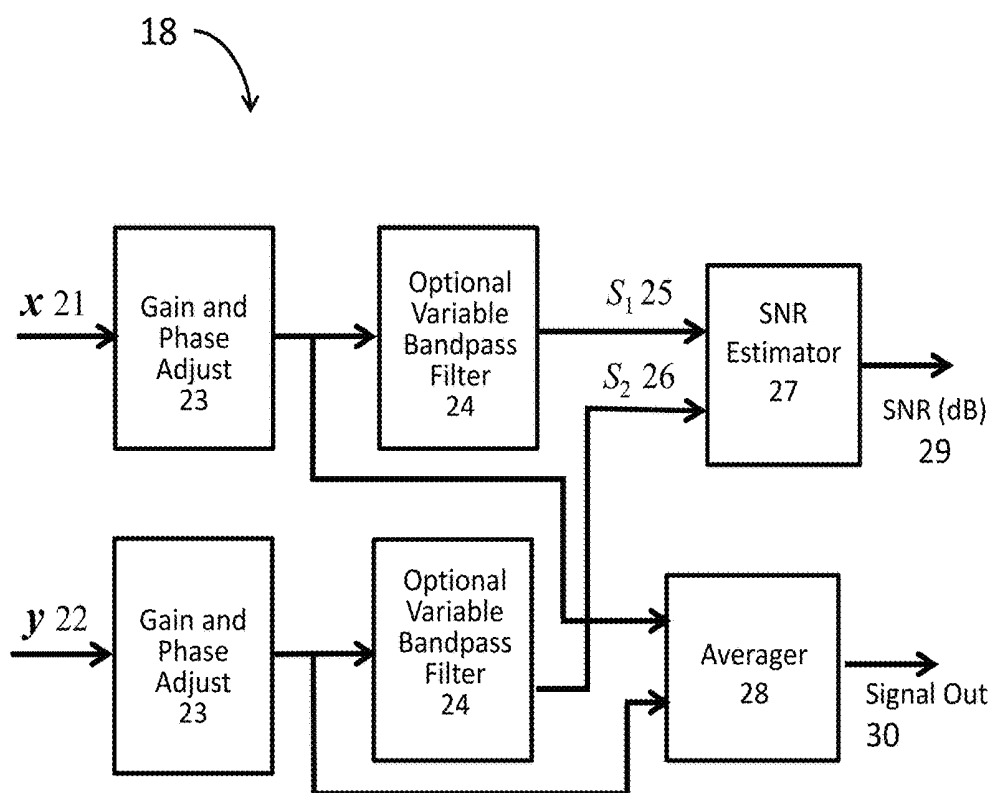 18
x 21
Gain and
Phase
Adjust
23
Optional
Variable
Bandpass
Filter
24
S1 25
S2 26
SNR
Estimator
27
SNR (dB)
29
y 22
Gain and
Phase
Adjust
23
Optional
Variable
Bandpass
Filter
24
Averager
28
Signal Out
30